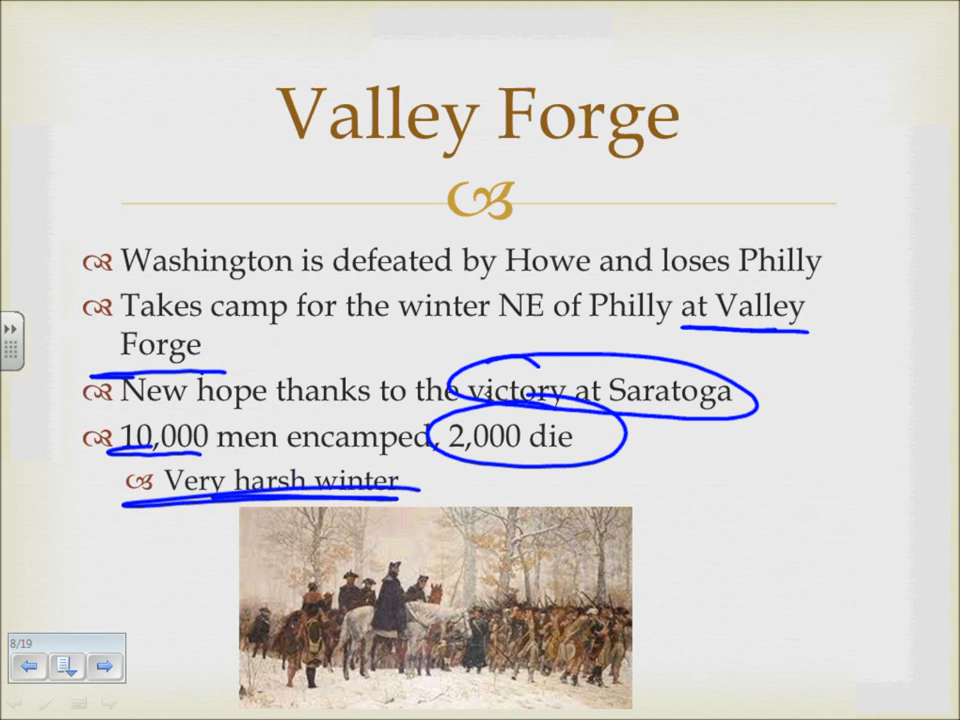 Valley Forge
Washington is defeated by Howe and loses Philly
Takes camp for the winter NE of Philly at Valley
Forge
New hope thanks to the victory at Saratoga
10,000 men encamped, 2,000 die
Very harsh winter
8/19